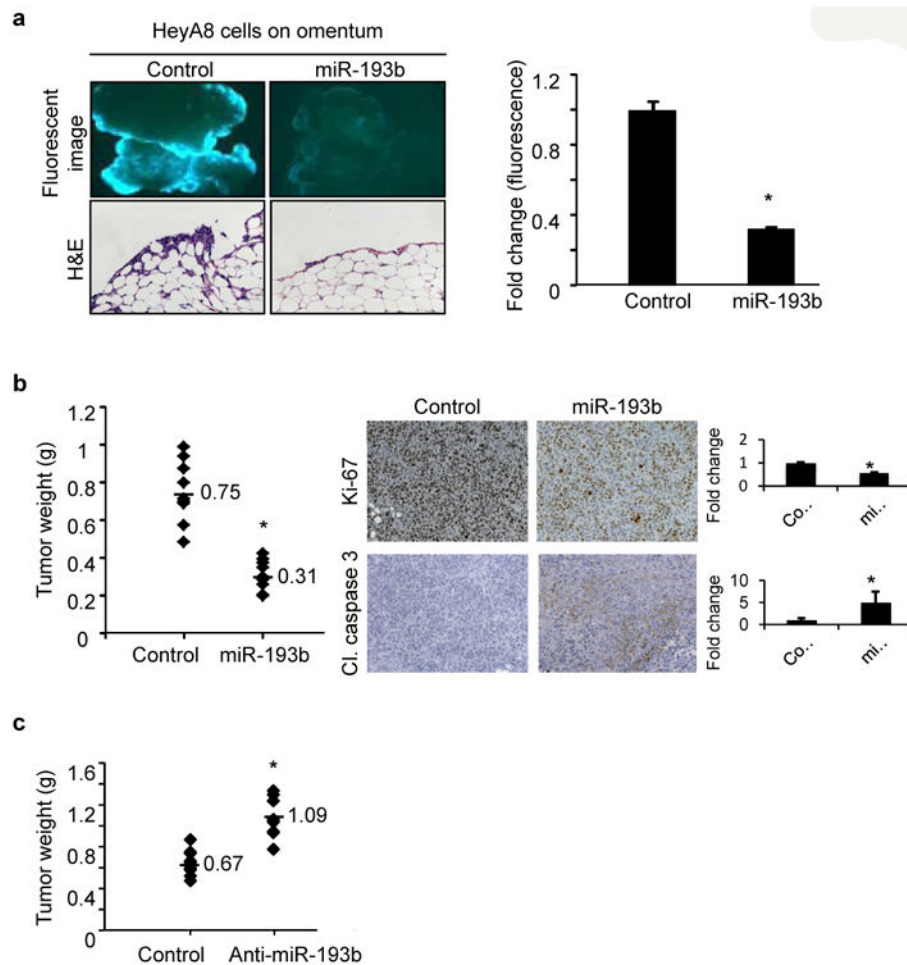 a
HeyA8 cells on omentum
Control miR-193b
Fluorescent
image
H&E
Fold change (fluorescence)
1.2
0.8
0.4
0
*
Control miR-193b
b
Tumor weight (g)
1
0.8
0.6
0.4
0.2
0
0.75
*
0.31
Control miR-193b
Control miR-193b
Ki-67
Cl. caspase 3
Fold change
2
1
0
*
Co.. mi..
Fold change
10
5
0
*
Co.. mi..
c
Tumor weight (g)
1.6
1.2
0.8
0.4
0
0.67
*
1.09
Control Anti-miR-193b